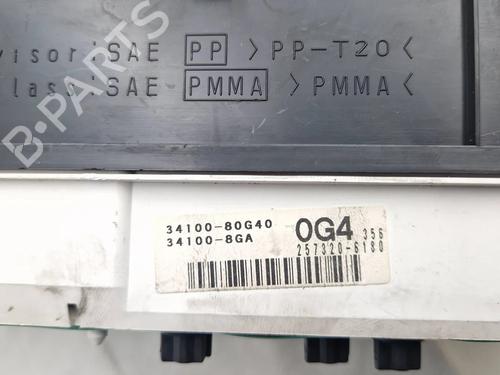 visor'SAE PP >PP-T20<
lass'SAE PMMA >PMMA<
34100-80G40
34100-8GA
0G4 356
257320-6180
B-PARTS